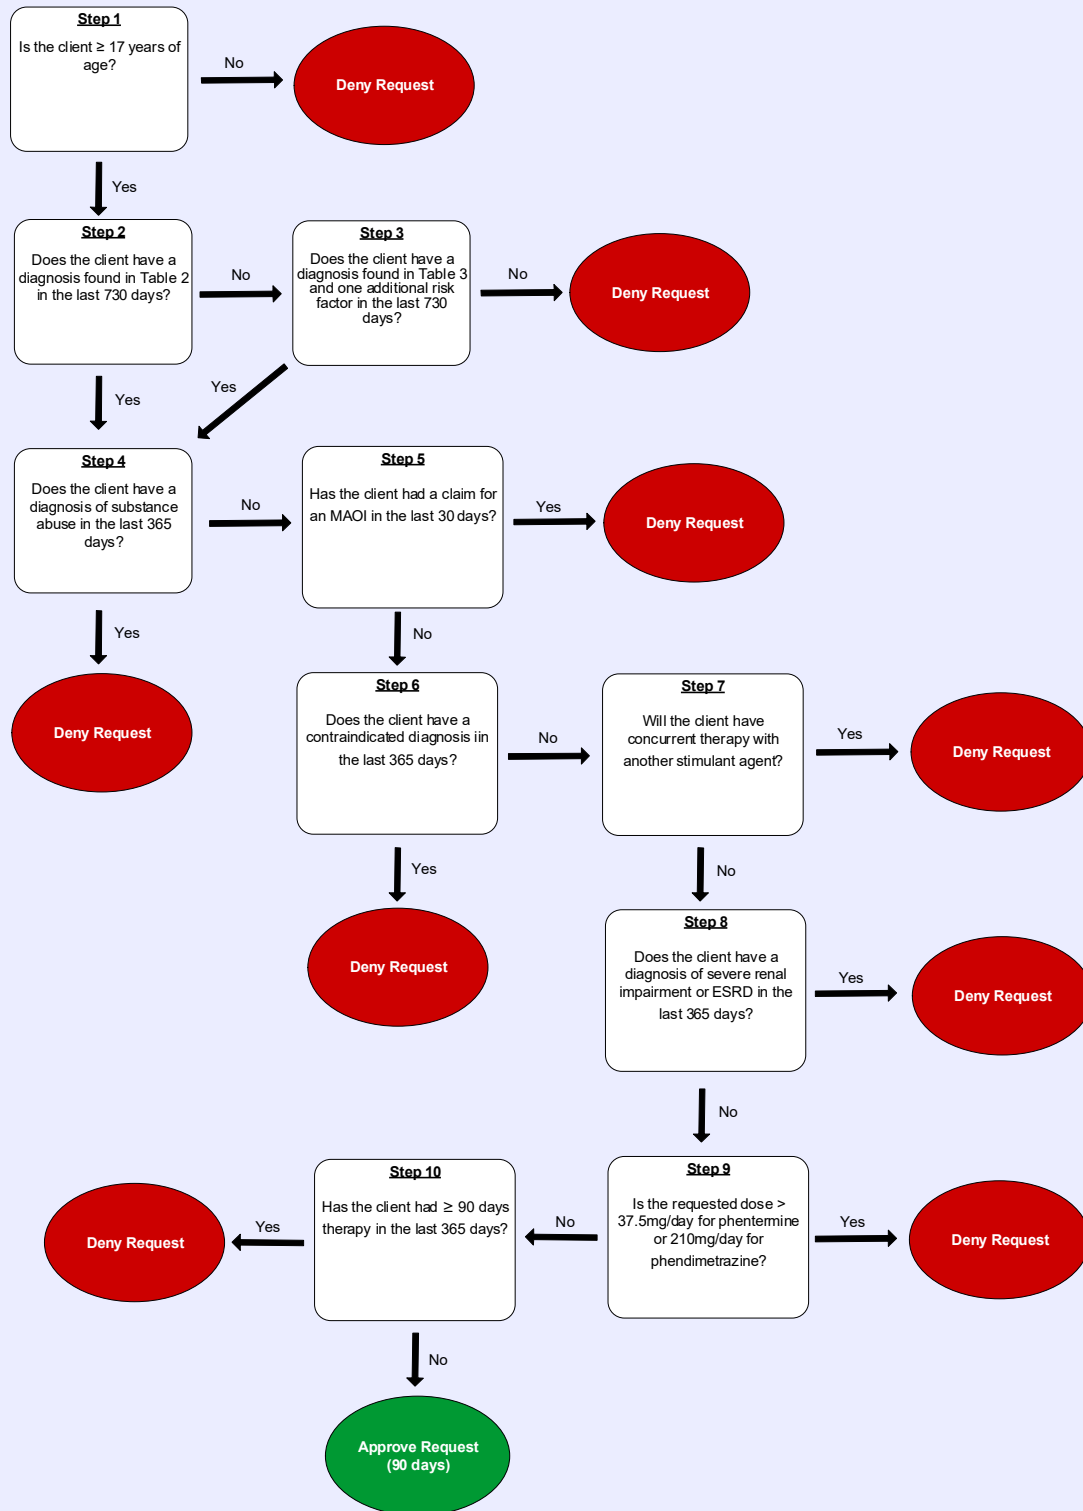 Step 1
Is the client ≥ 17 years of
age?
No
Deny Request
Yes
Step 2
Does the client have a
diagnosis found in Table 2
in the last 730 days?
No
Step 3
Does the client have a
diagnosis found in Table 3
and one additional risk
factor in the last 730
days?
No
Deny Request
Yes
Yes
Step 4
Does the client have a
diagnosis of substance
abuse in the last 365
days?
No
Step 5
Has the client had a claim for
an MAOI in the last 30 days?
Yes
Deny Request
Yes
Deny Request
No
Step 6
Does the client have a
contraindicated diagnosis iin
the last 365 days?
No
Step 7
Will the client have
concurrent therapy with
another stimulant agent?
Yes
Deny Request
Yes
Deny Request
No
Step 8
Does the client have a
diagnosis of severe renal
impairment or ESRD in the
last 365 days?
Yes
Deny Request
No
Step 9
Is the requested dose >
37.5mg/day for phentermine
or 210mg/day for
phendimetrazine?
Yes
Deny Request
No
Step 10
Has the client had ≥ 90 days
therapy in the last 365 days?
Yes
Deny Request
No
Approve Request
(90 days)